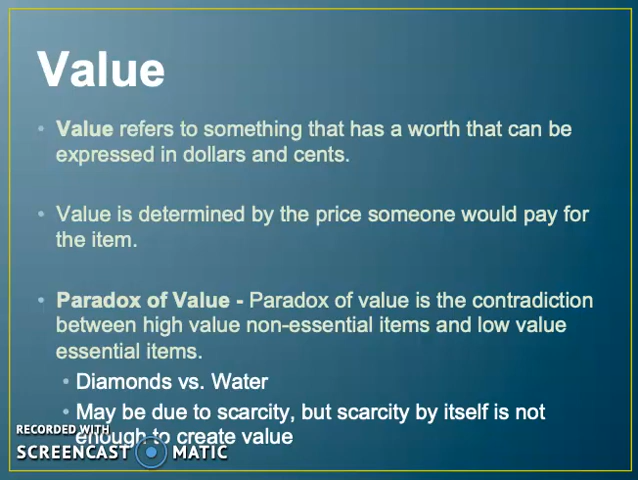 Value
• Value refers to something that has a worth that can be
expressed in dollars and cents.
• Value is determined by the price someone would pay for
the item.
• Paradox of Value - Paradox of value is the contradiction
between high value non-essential items and low value
essential items.
• Diamonds vs. Water
• May be due to scarcity, but scarcity by itself is not
enough to create value
RECORDED WITH
SCREENCAST MATIC